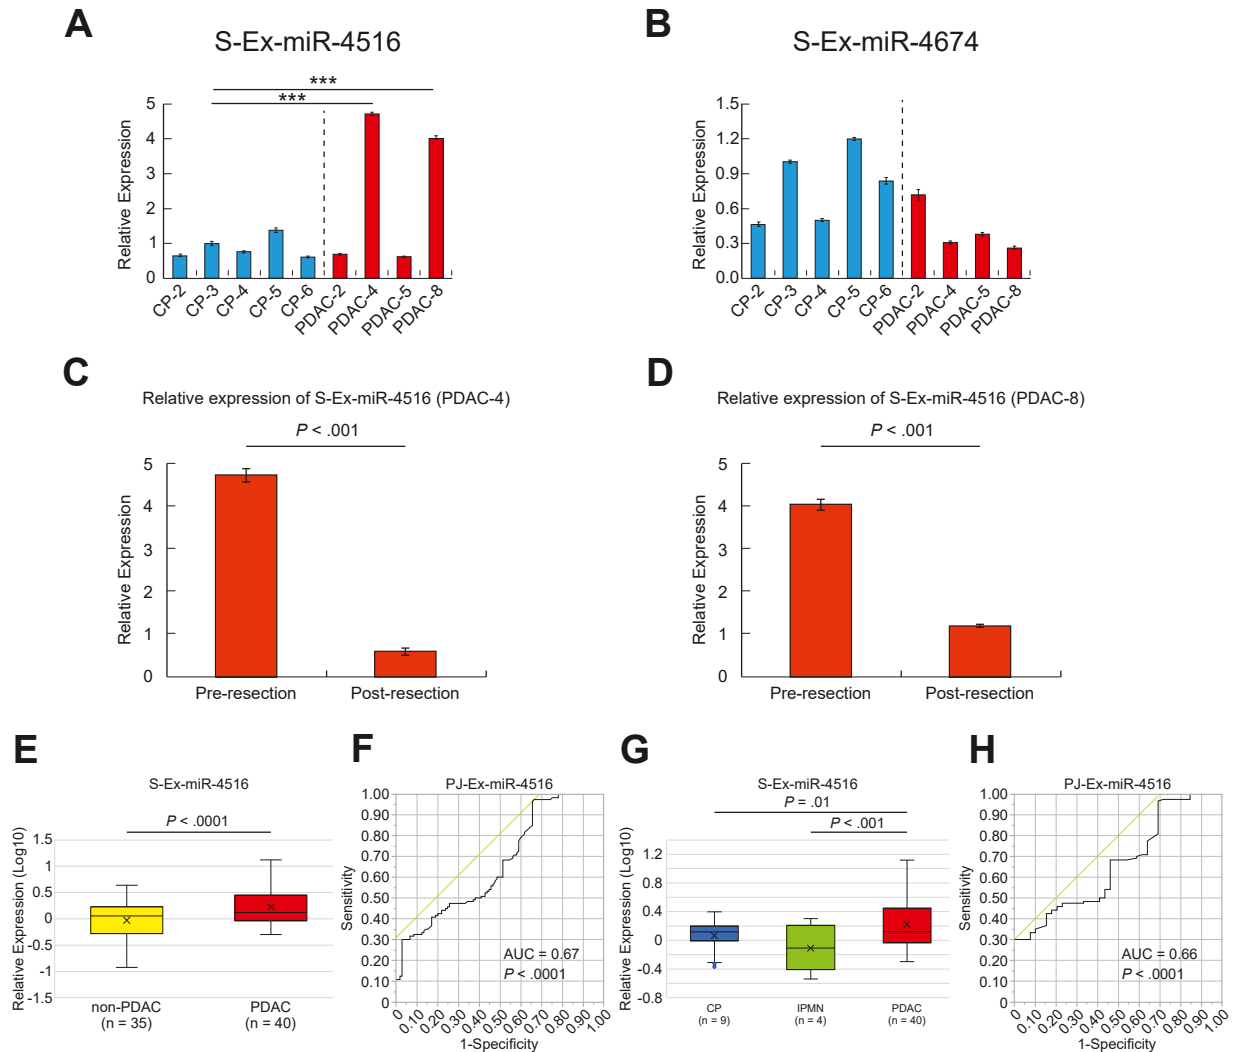 A
S-Ex-miR-4516
***
***
Relative Expression
5
4
3
2
1
0
CP-2
CP-3
CP-4
CP-5
CP-6
PDAC-2
PDAC-4
PDAC-5
PDAC-8
B
S-Ex-miR-4674
Relative Expression
1.5
1.2
0.9
0.6
0.3
0.0
CP-2
CP-3
CP-4
CP-5
CP-6
PDAC-2
PDAC-4
PDAC-5
PDAC-8
C
Relative expression of S-Ex-miR-4516 (PDAC-4)
P < .001
Relative Expression
5
4
3
2
1
0
Pre-resection
Post-resection
D
Relative expression of S-Ex-miR-4516 (PDAC-8)
P < .001
Relative Expression
5
4
3
2
1
0
Pre-resection
Post-resection
E
S-Ex-miR-4516
P < .0001
Relative Expression (Log10)
1.5
1
0.5
0
-0.5
-1
-1.5
non-PDAC
(n = 35)
PDAC
(n = 40)
F
PJ-Ex-miR-4516
Sensitivity
1.00
0.90
0.80
0.70
0.60
0.50
0.40
0.30
0.20
0.10
0
AUC = 0.67
P < .0001
0
0.10
0.20
0.30
0.40
0.50
0.60
0.70
0.80
0.90
1.00
1-Specificity
G
S-Ex-miR-4516
P = .01
P < .001
Relative Expression (Log10)
1.2
0.8
0.4
0
-0.4
-0.8
CP
(n = 9)
IPMN
(n = 4)
PDAC
(n = 40)
H
PJ-Ex-miR-4516
Sensitivity
1.00
0.90
0.80
0.70
0.60
0.50
0.40
0.30
0.20
0.10
0
AUC = 0.66
P < .0001
0
0.10
0.20
0.30
0.40
0.50
0.60
0.70
0.80
0.90
1.00
1-Specificity